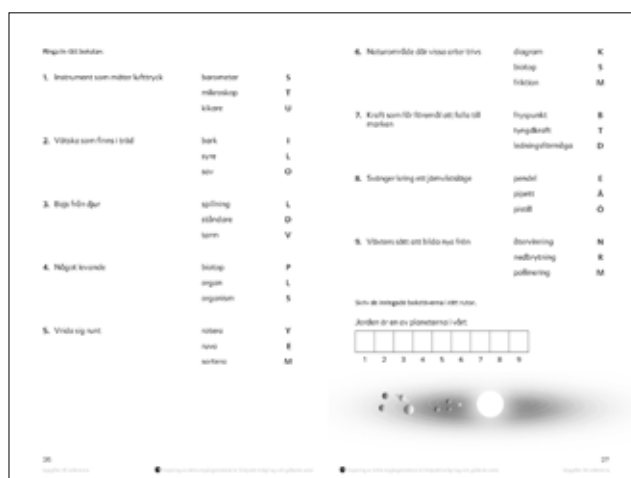 Ringa in rätt bokstav.
1. Instrument som mäter lufttryck barometer S
mikroskop T
kikare U
2. Vätska som finns i träd bark I
syre L
sav O
3. Bajs från djur spillning L
ståndare D
torm V
4. Något levande biotop P
organ L
organism S
5. Vrida sig runt rotera Y
ruva E
sortera M
26
6. Naturområde där vissa arter trivs diagram K
biotop S
friktion M
7. Kraft som får föremål att falla till fryspunkt B
marken tyngdkraft T
ledningsförmåga D
8. Svänger kring ett jämviktsläge pendel E
pipett Å
pistill Ö
9. Växtens sätt att bilda nya frön återvinning N
nedbrytning R
pollinering M
Skriv de inringade bokstäverna i rätt rutor.
Jorden är en av planeterna i vårt
1 2 3 4 5 6 7 8 9
27